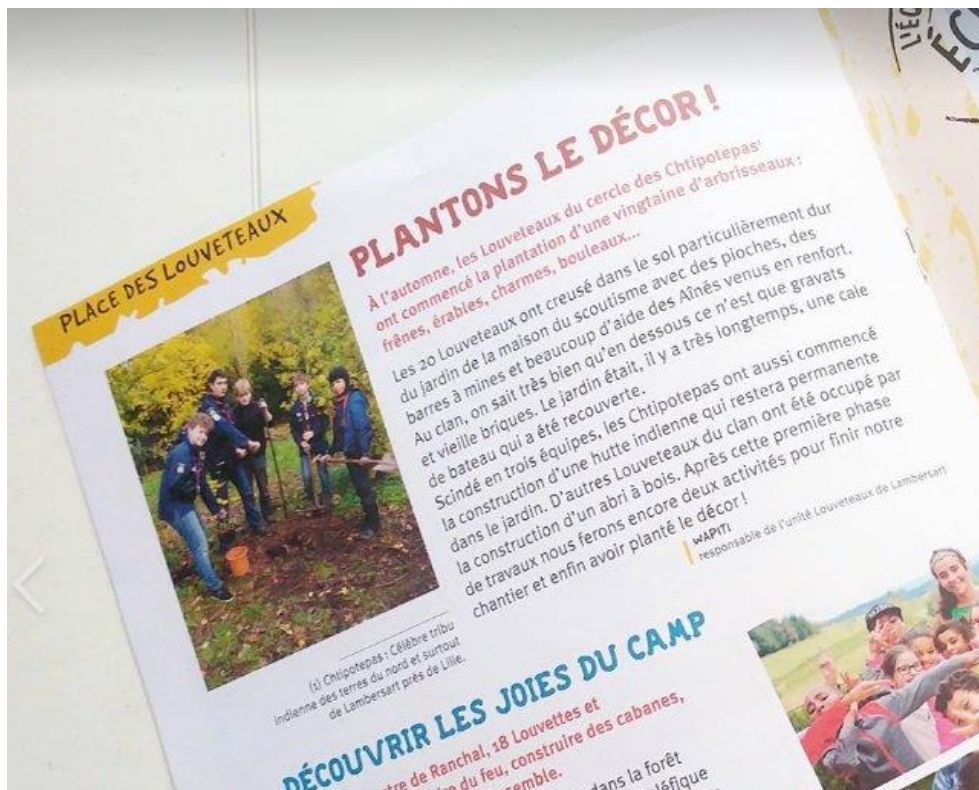 L'ÉC
PLACE DES LOUVETEAUX
PLANTONS LE DÉCOR !
À l'automne, les Louveteaux du cercle des Chtipotepas¹
ont commencé la plantation d'une vingtaine d'arbrisseaux :
frênes, érables, charmes, bouleaux...
Les 20 Louveteaux ont creusé dans le sol particulièrement dur
du jardin de la maison du scoutisme avec des pioches, des
barres à mines et beaucoup d'aide des Aînés venus en renfort.
Au clan, on sait très bien qu'en dessous ce n'est que gravats
et vieille briques. Le jardin était, il y a très longtemps, une cale
de bateau qui a été recouverte.
Scindé en trois équipes, les Chtipotepas ont aussi commencé
la construction d'une hutte indienne qui restera permanente
dans le jardin. D'autres Louveteaux du clan ont été occupé par
la construction d'un abri à bois. Après cette première phase
de travaux nous ferons encore deux activités pour finir notre
chantier et enfin avoir planté le décor !
WAPITI
responsable de l'unité Louveteaux de Lambersart
(1) Chtipotepas : Célèbre tribu
indienne des terres du nord et surtout
de Lambersart près de Lille.
DÉCOUVRIR LES JOIES DU CAMP
tre de Ranchal, 18 Louvettes et
re du feu, construire des cabanes,
semble.
dans la forêt
léfique